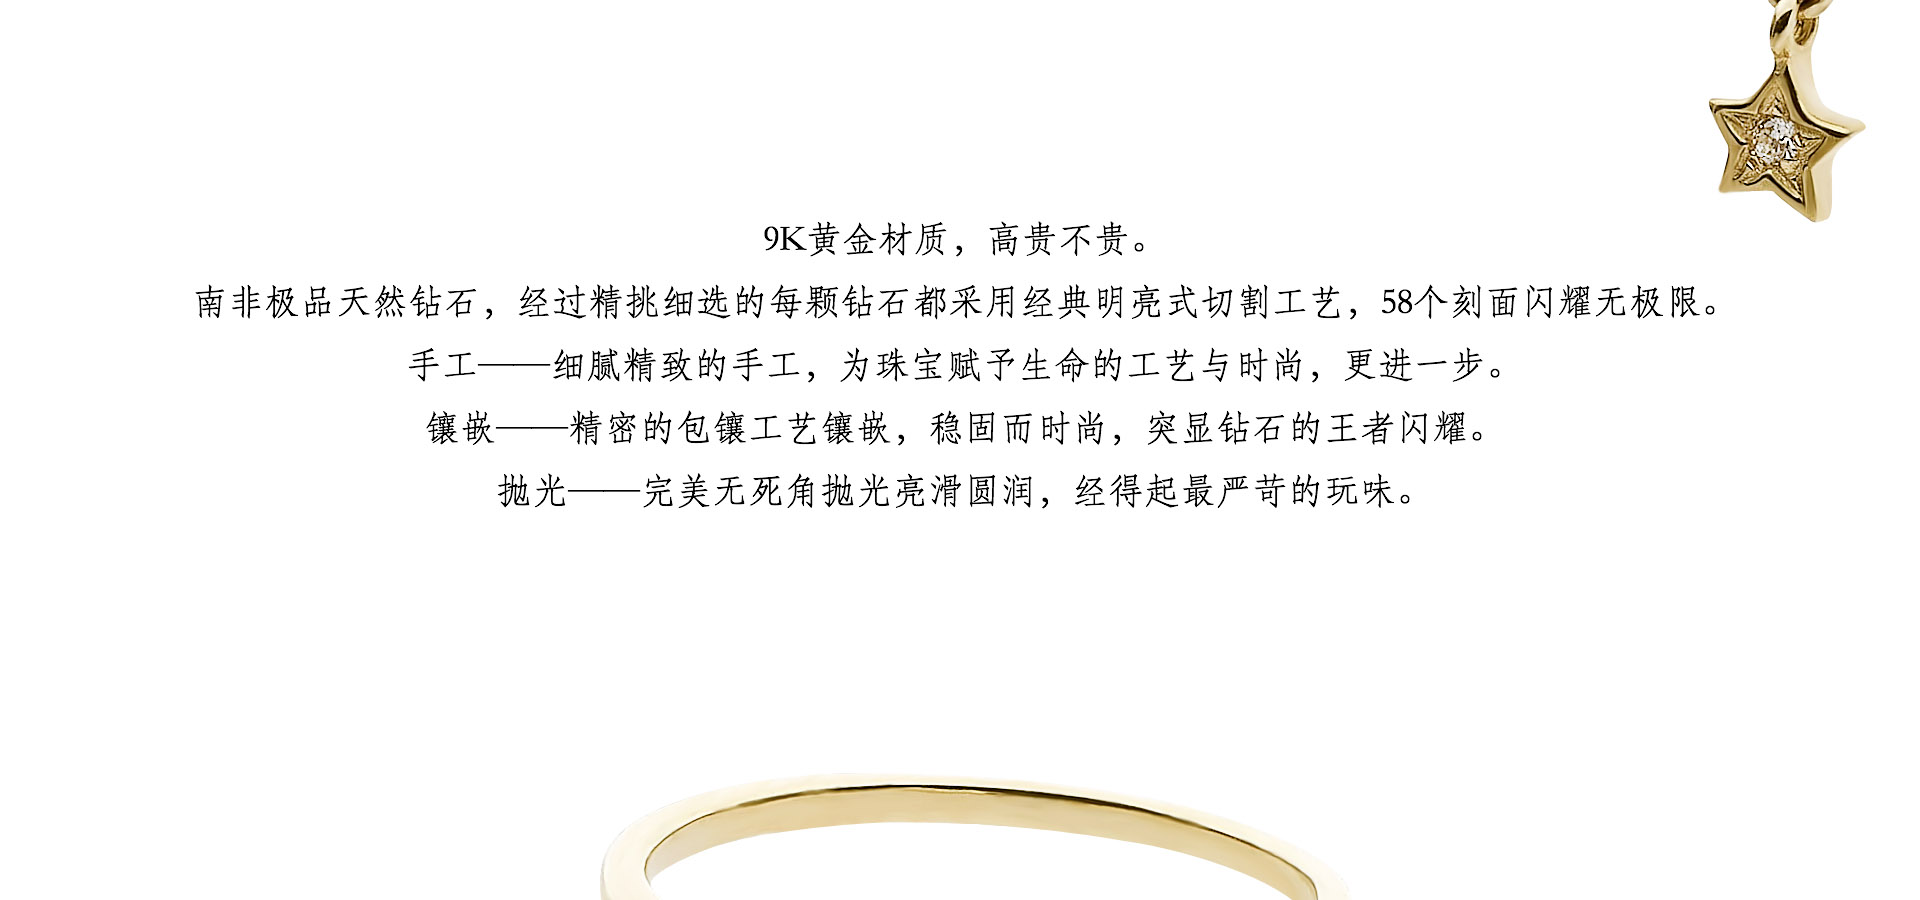 9K黄金材质，高贵不贵。
南非极品天然钻石，经过精挑细选的每颗钻石都采用经典明亮式切割工艺，58个刻面闪耀无极限。
手工——细腻精致的手工，为珠宝赋予生命的工艺与时尚，更进一步。
镶嵌——精密的包镶工艺镶嵌，稳固而时尚，突显钻石的王者闪耀。
抛光——完美无死角抛光亮滑圆润，经得起最严苛的玩味。